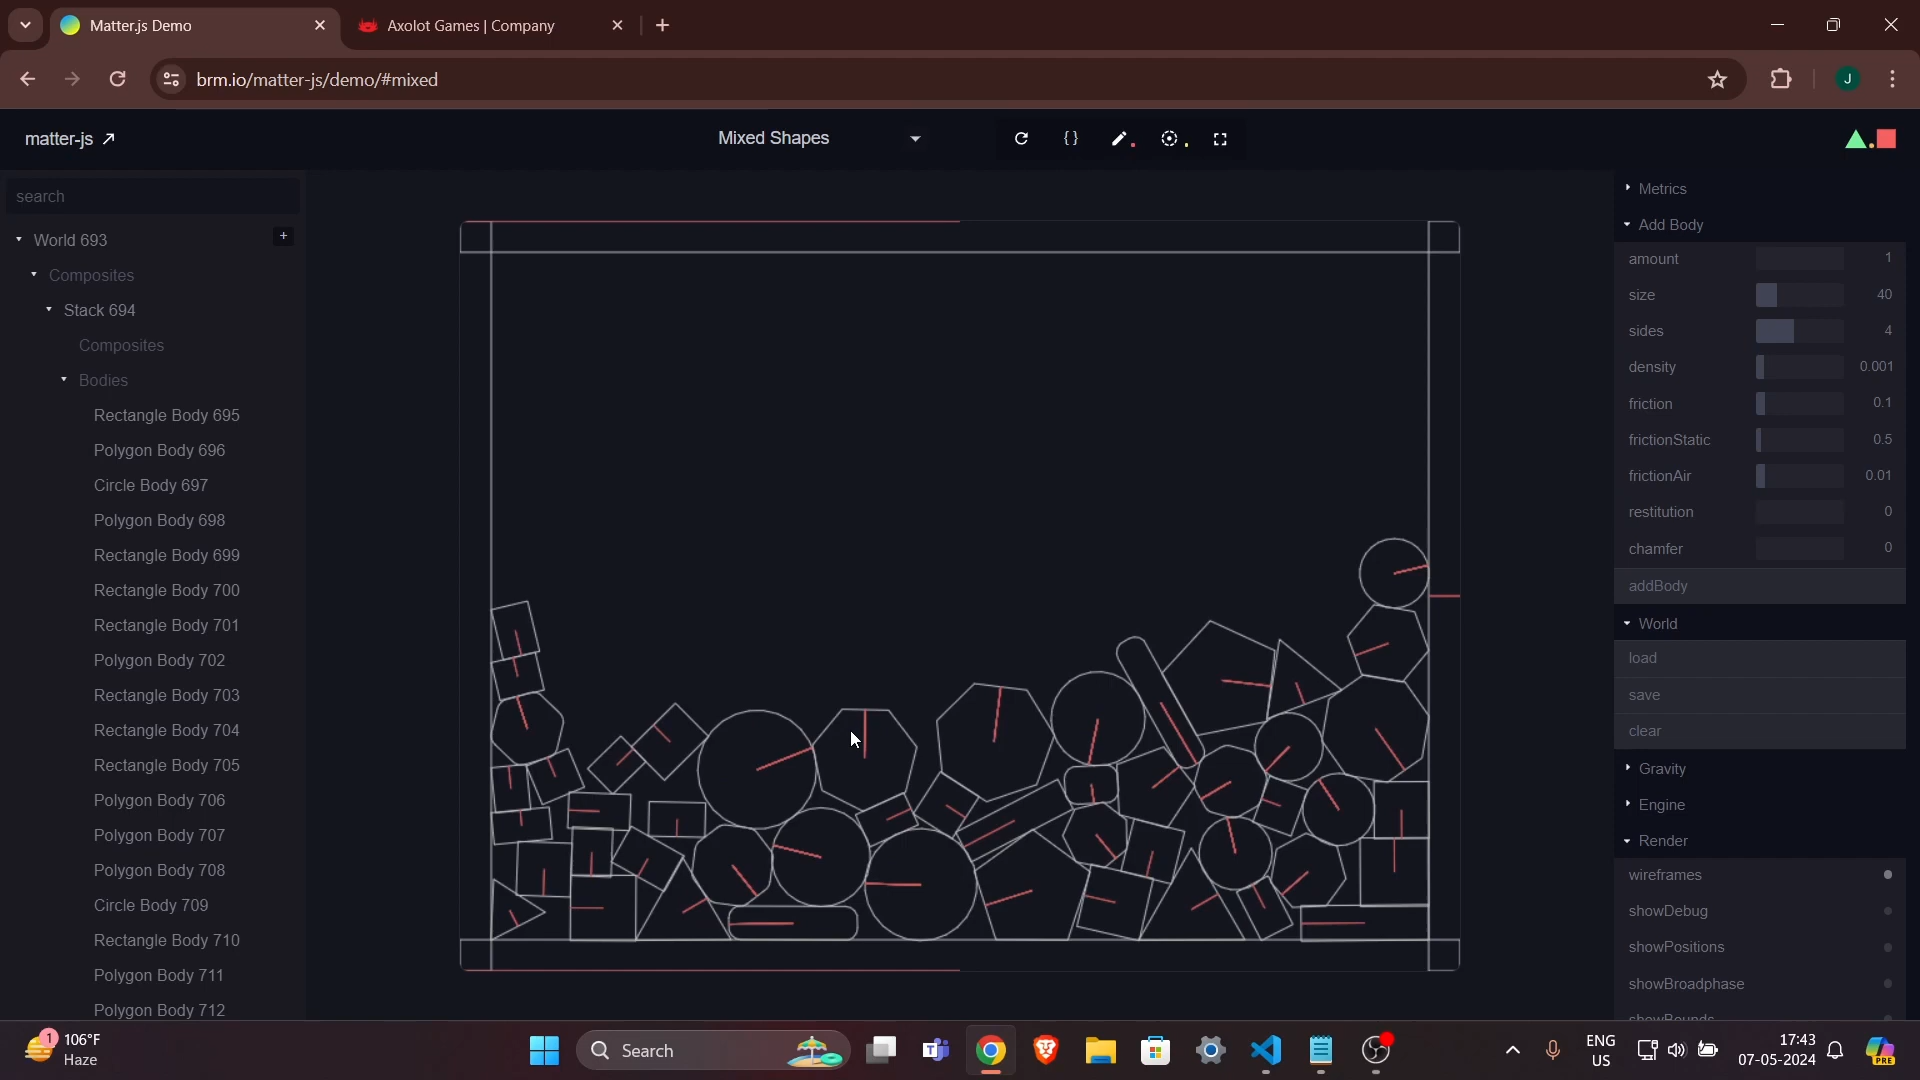 Matter.js Demo
Axolot Games | Company
brm.io/matter-js/demo/#mixed
J
matter-js
Mixed Shapes
{ }
search
World 693
+
Composites
Stack 694
Composites
Bodies
Rectangle Body 695
Polygon Body 696
Circle Body 697
Polygon Body 698
Rectangle Body 699
Rectangle Body 700
Rectangle Body 701
Polygon Body 702
Rectangle Body 703
Rectangle Body 704
Rectangle Body 705
Polygon Body 706
Polygon Body 707
Polygon Body 708
Circle Body 709
Rectangle Body 710
Polygon Body 711
Polygon Body 712
Metrics
Add Body
amount 1
size 40
sides 4
density 0.001
friction 0.1
frictionStatic 0.5
frictionAir 0.01
restitution 0
chamfer 0
addBody
World
load
save
clear
Gravity
Engine
Render
wireframes
showDebug
showPositions
showBroadphase
showBounds
1
106°F
Haze
Search
ENG
US
17:43
07-05-2024
PRE